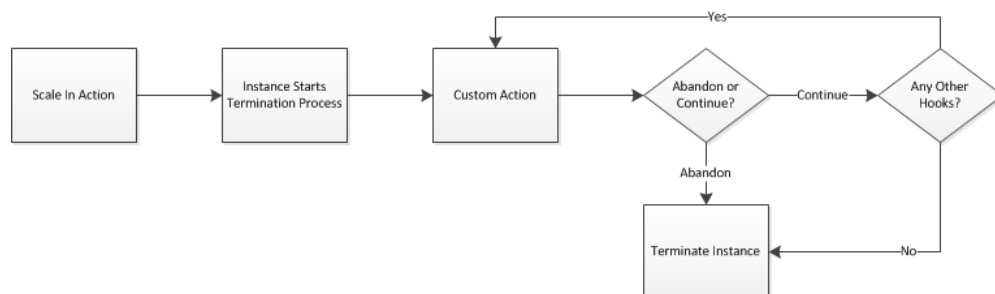 Yes
Scale In Action
Instance Starts
Termination Process
Custom Action
Abandon or
Continue?
Continue
Any Other
Hooks?
Abandon
Terminate Instance
No